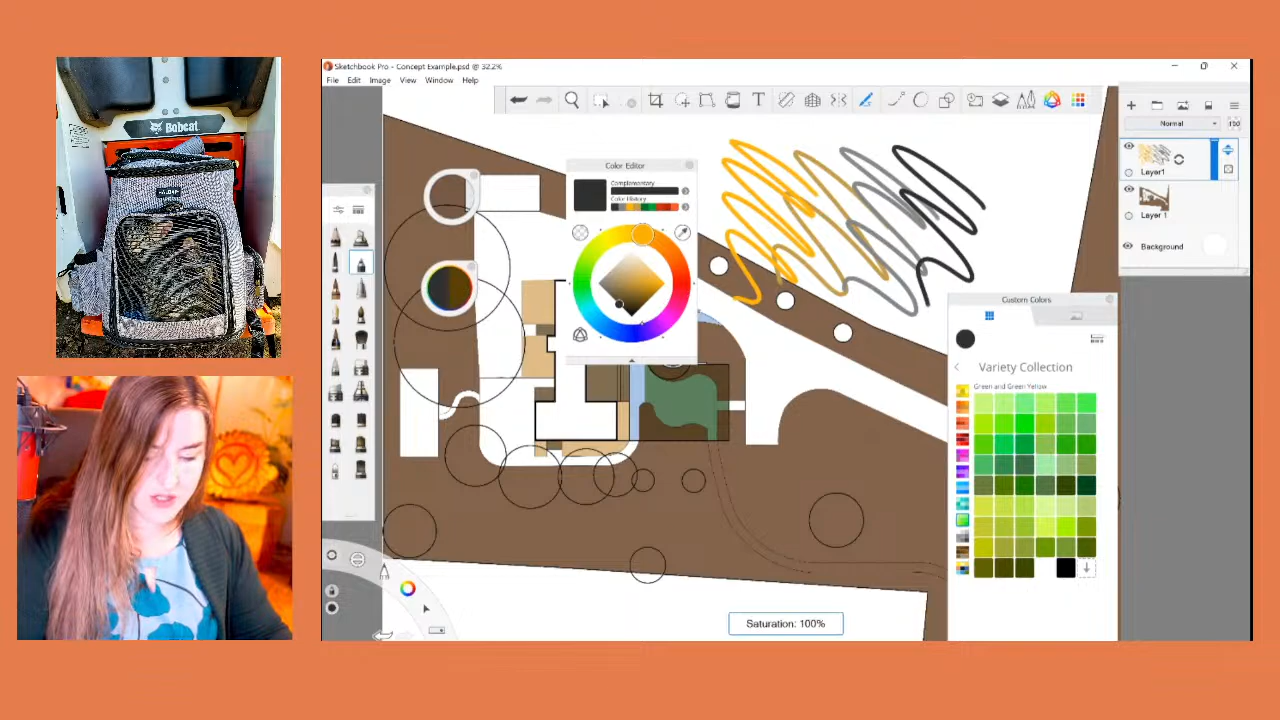 Bobcat
Sketchbook Pro - Concept Example.psd @ 32.2%
File Edit Image View Window Help
T
Color Editor
Complementary
Color History
Normal
100
Layer1
Layer 1
Background
Custom Colors
Variety Collection
Green and Green Yellow
Saturation: 100%